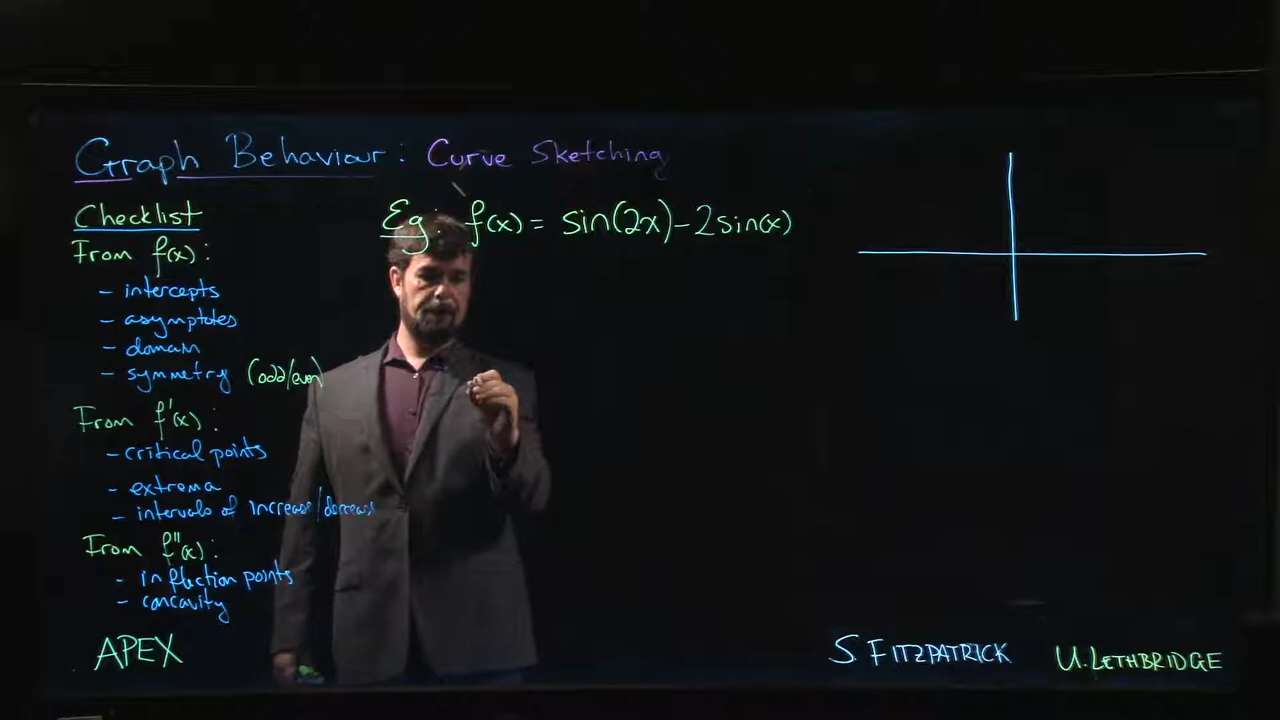 Graph Behaviour: Curve Sketching
Checklist
From f(x):
- intercepts
- asymptotes
- domain
- symmetry (odd/even)
From f'(x):
- critical points
- extrema
- intervals of increase/decrease
From f"(x):
- inflection points
- concavity
APEX
Eg: f(x) = sin(2x)-2sin(x)
S. FITZPATRICK U. LETHBRIDGE